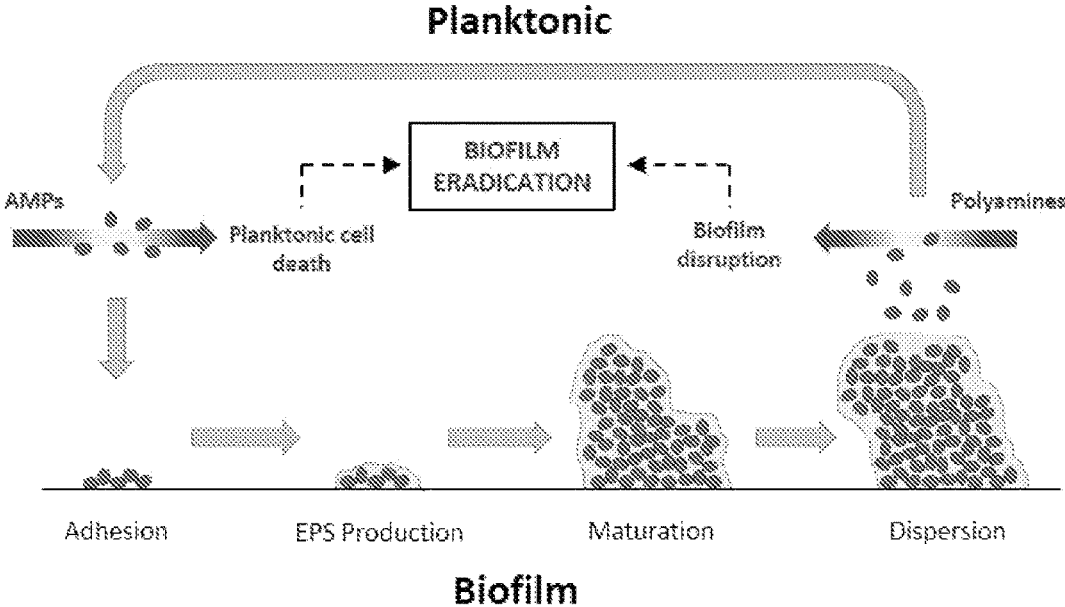 Planktonic
BIOFILM
ERADICATION
AMPs
Polyamines
Planktonic cell
death
Biofilm
disruption
Adhesion
EPS Production
Maturation
Dispersion
Biofilm